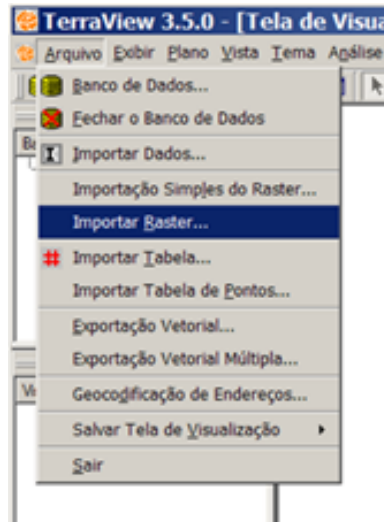 TerraView 3.5.0 - [Tela de Visua
Arquivo Exibir Plano Vista Tema Análise
Banco de Dados...
Fechar o Banco de Dados
Importar Dados...
Importação Simples do Raster...
Importar Raster...
Importar Tabela...
Importar Tabela de Pontos...
Exportação Vetorial...
Exportação Vetorial Múltipla...
Geocodificação de Endereços...
Salvar Tela de Visualização
Sair